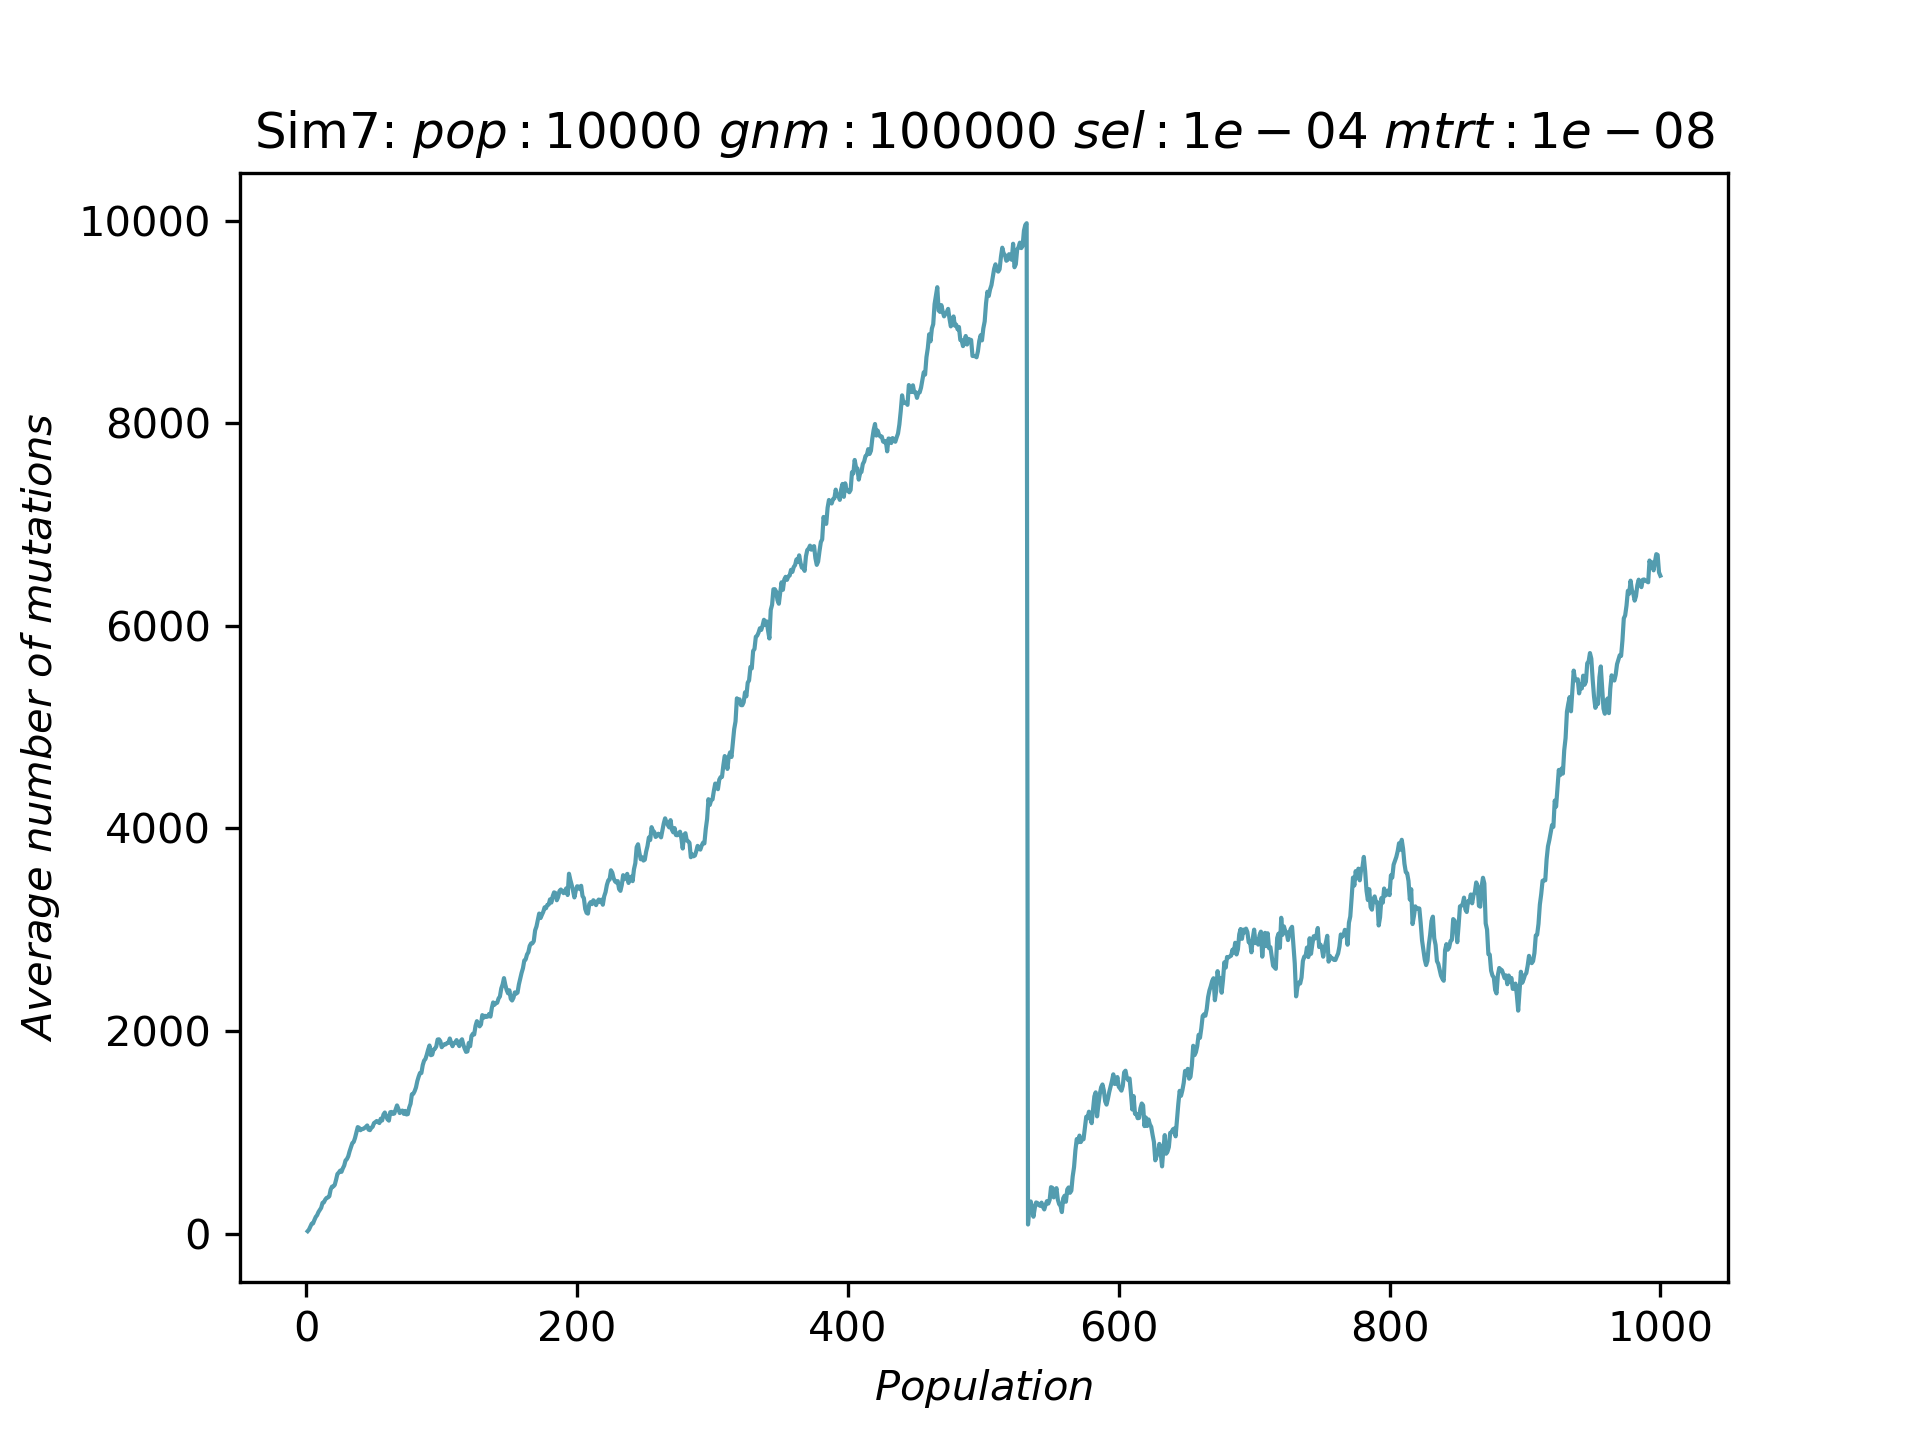 Sim7: pop : 10000 gnm : 100000 sel : 1e − 04 mtrt : 1e − 08
10000
8000
6000
4000
2000
0
Average number of mutations
0 200 400 600 800 1000
Population